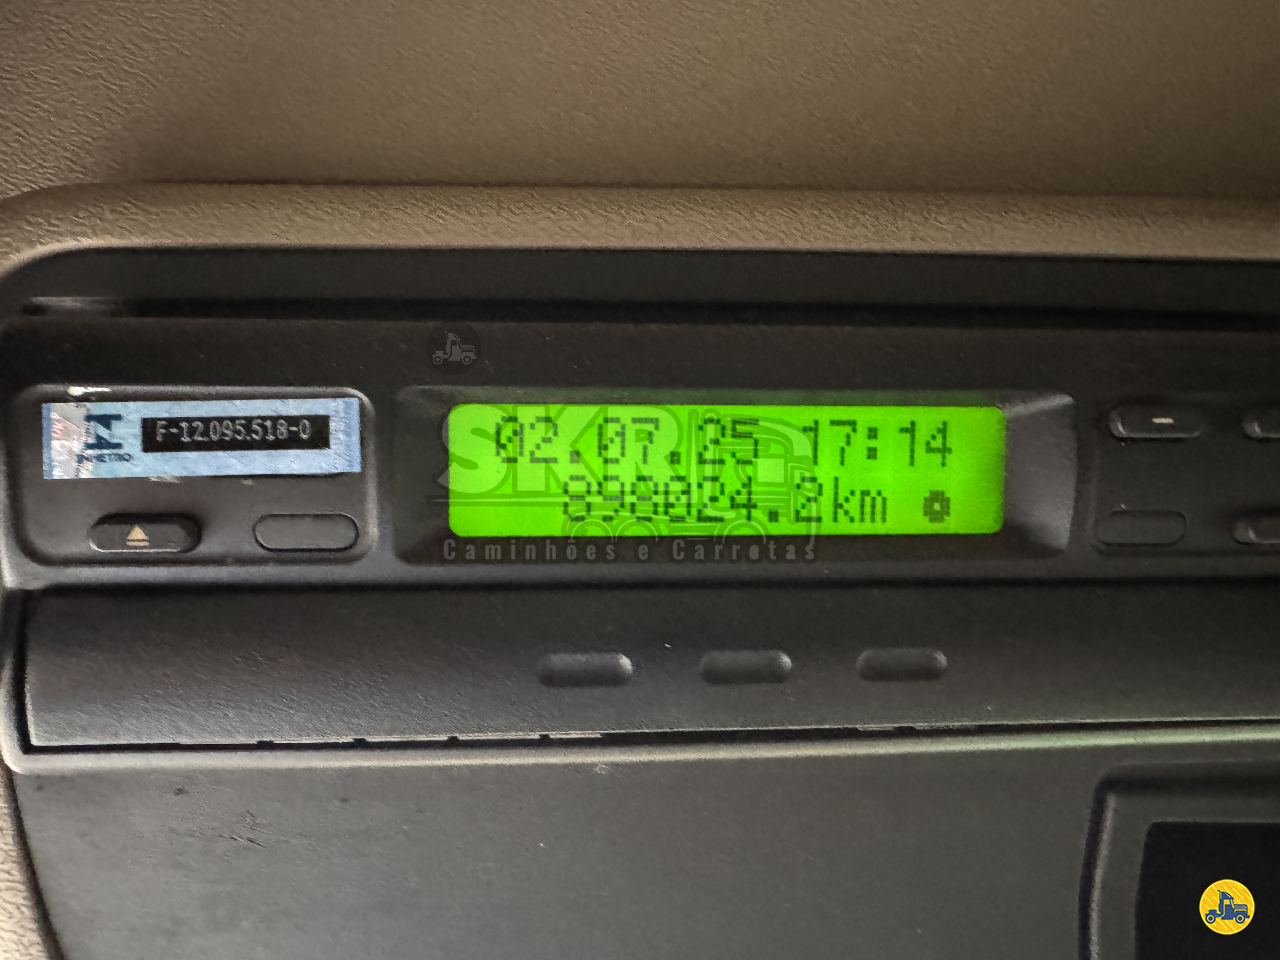 F-12.095.518-0
INMETRO
02.07.25 17:14
898024.2km
SKR
Caminhões e Carretas